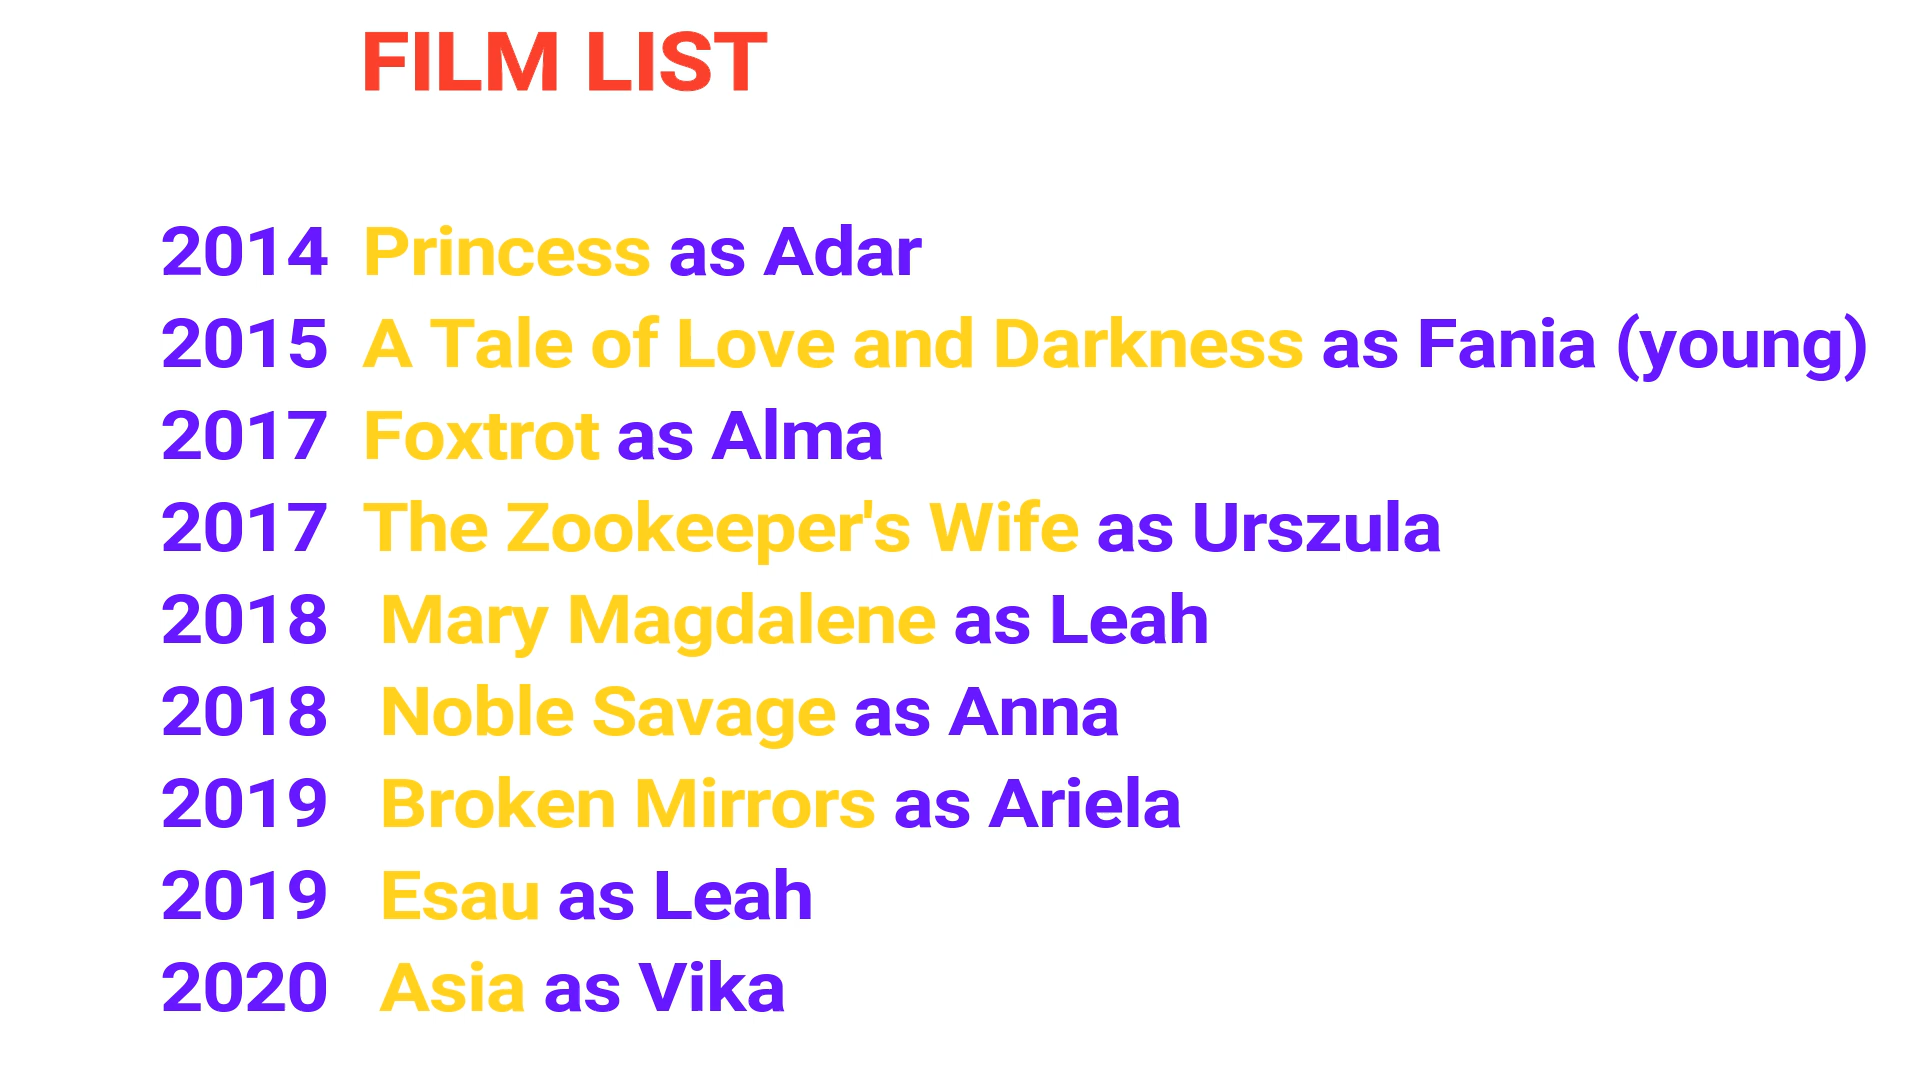 FILM LIST
2014 Princess as Adar
2015 A Tale of Love and Darkness as Fania (young)
2017 Foxtrot as Alma
2017 The Zookeeper's Wife as Urszula
2018 Mary Magdalene as Leah
2018 Noble Savage as Anna
2019 Broken Mirrors as Ariela
2019 Esau as Leah
2020 Asia as Vika